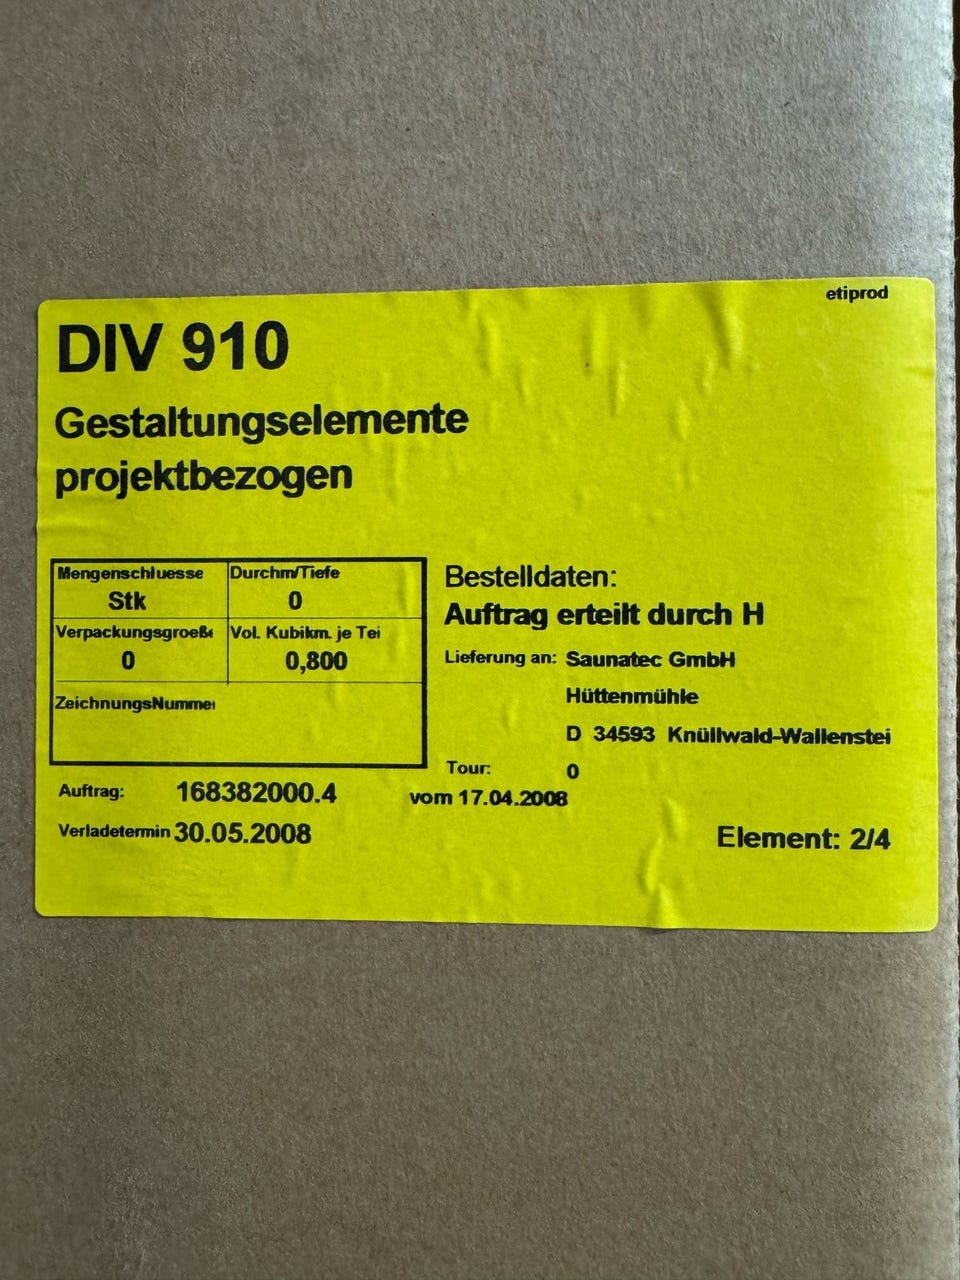 etiprod
DIV 910
Gestaltungselemente
projektbezogen
Mengenschluesse
Stk
Durchm/Tiefe
0
Verpackungsgroeße
0
Vol. Kubikm. je Tei
0,800
ZeichnungsNummer
Bestelldaten:
Auftrag erteilt durch H
Lieferung an: Saunatec GmbH
Hüttenmühle
D 34593 Knüllwald-Wallenstei
Tour: 0
Auftrag: 168382000.4 vom 17.04.2008
Verladetermin 30.05.2008
Element: 2/4